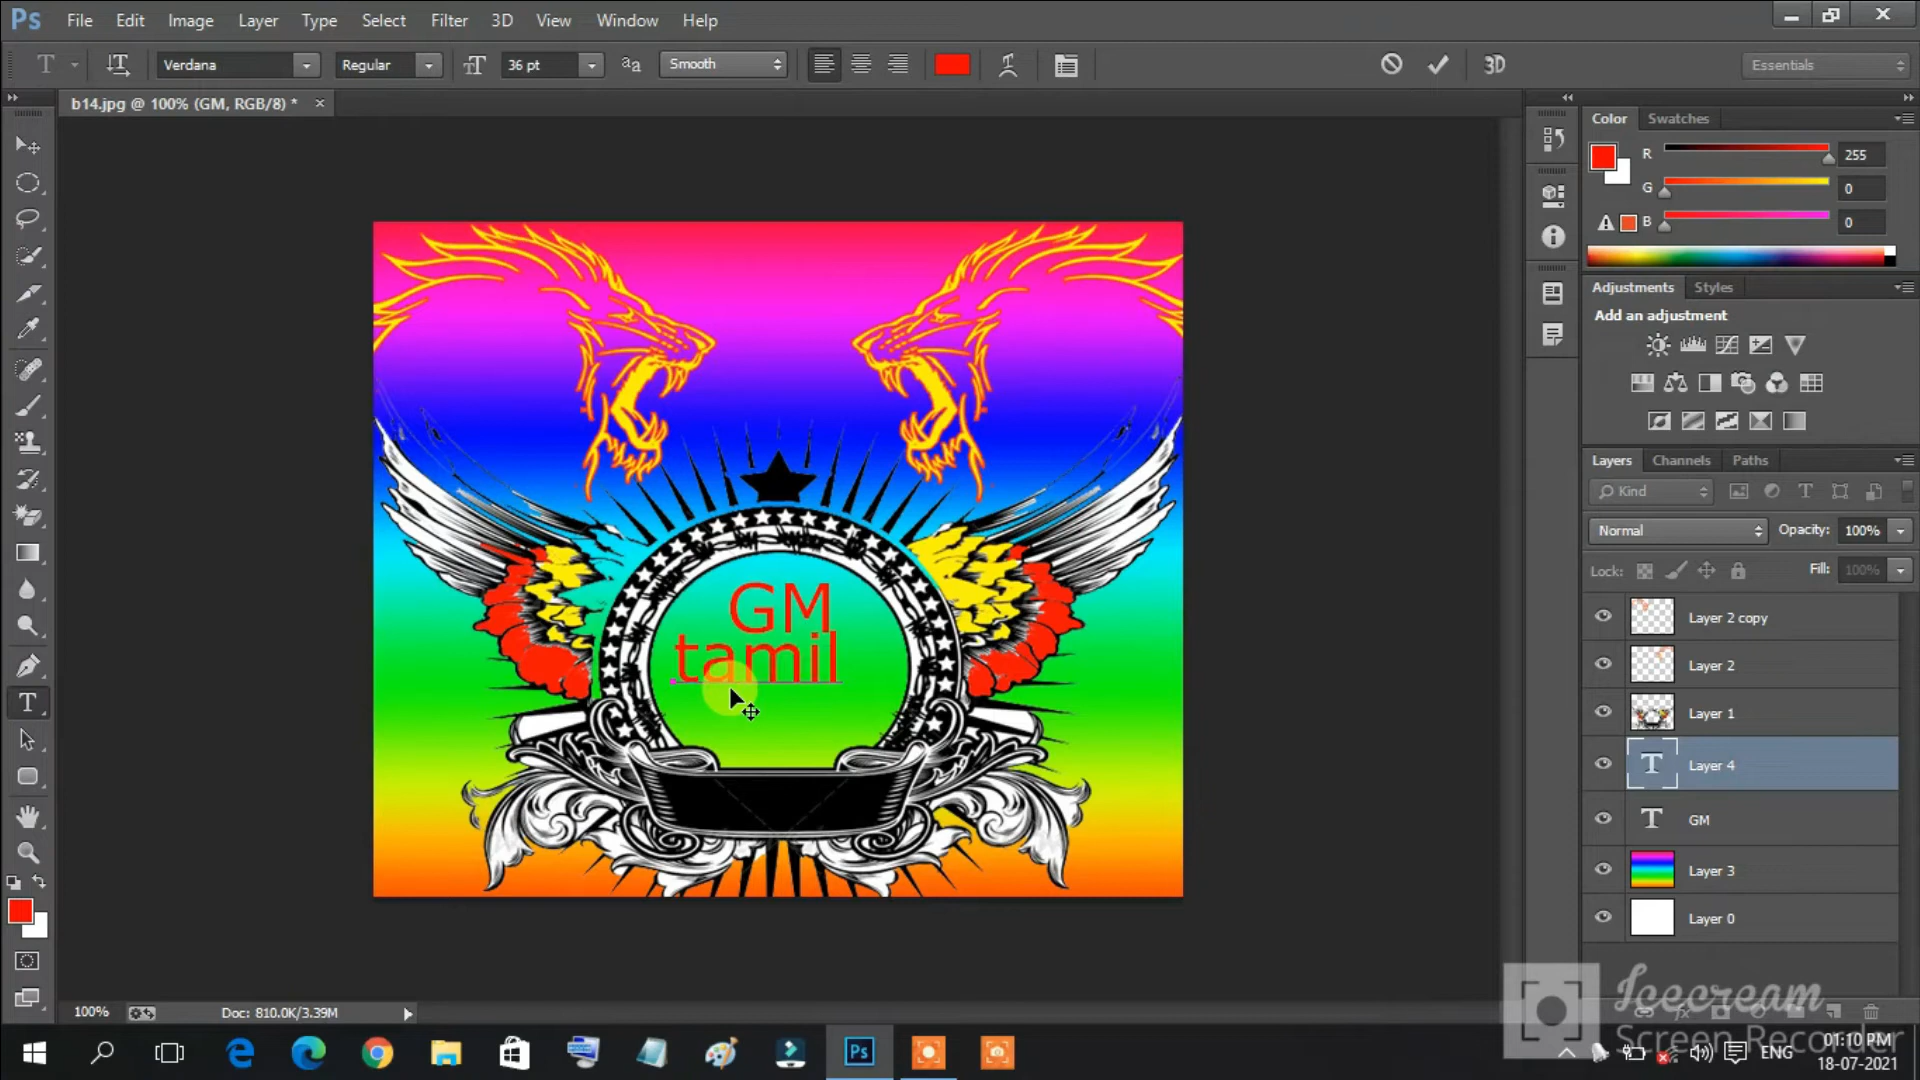 Ps File Edit Image Layer Type Select Filter 3D View Window Help
T Verdana Regular 36 pt aa Smooth 3D Essentials
b14.jpg @ 100% (GM, RGB/8) * ×
Color Swatches
R 255
G 0
B 0
Adjustments Styles
Add an adjustment
Layers Channels Paths
Kind
Normal Opacity: 100%
Lock: Fill: 100%
Layer 2 copy
Layer 2
Layer 1
T Layer 4
T GM
Layer 3
Layer 0
GM
tamil
100% Doc: 810.0K/3.39M
Icecream
Screen Recorder
Ps ENG 01:10 PM
18-07-2021